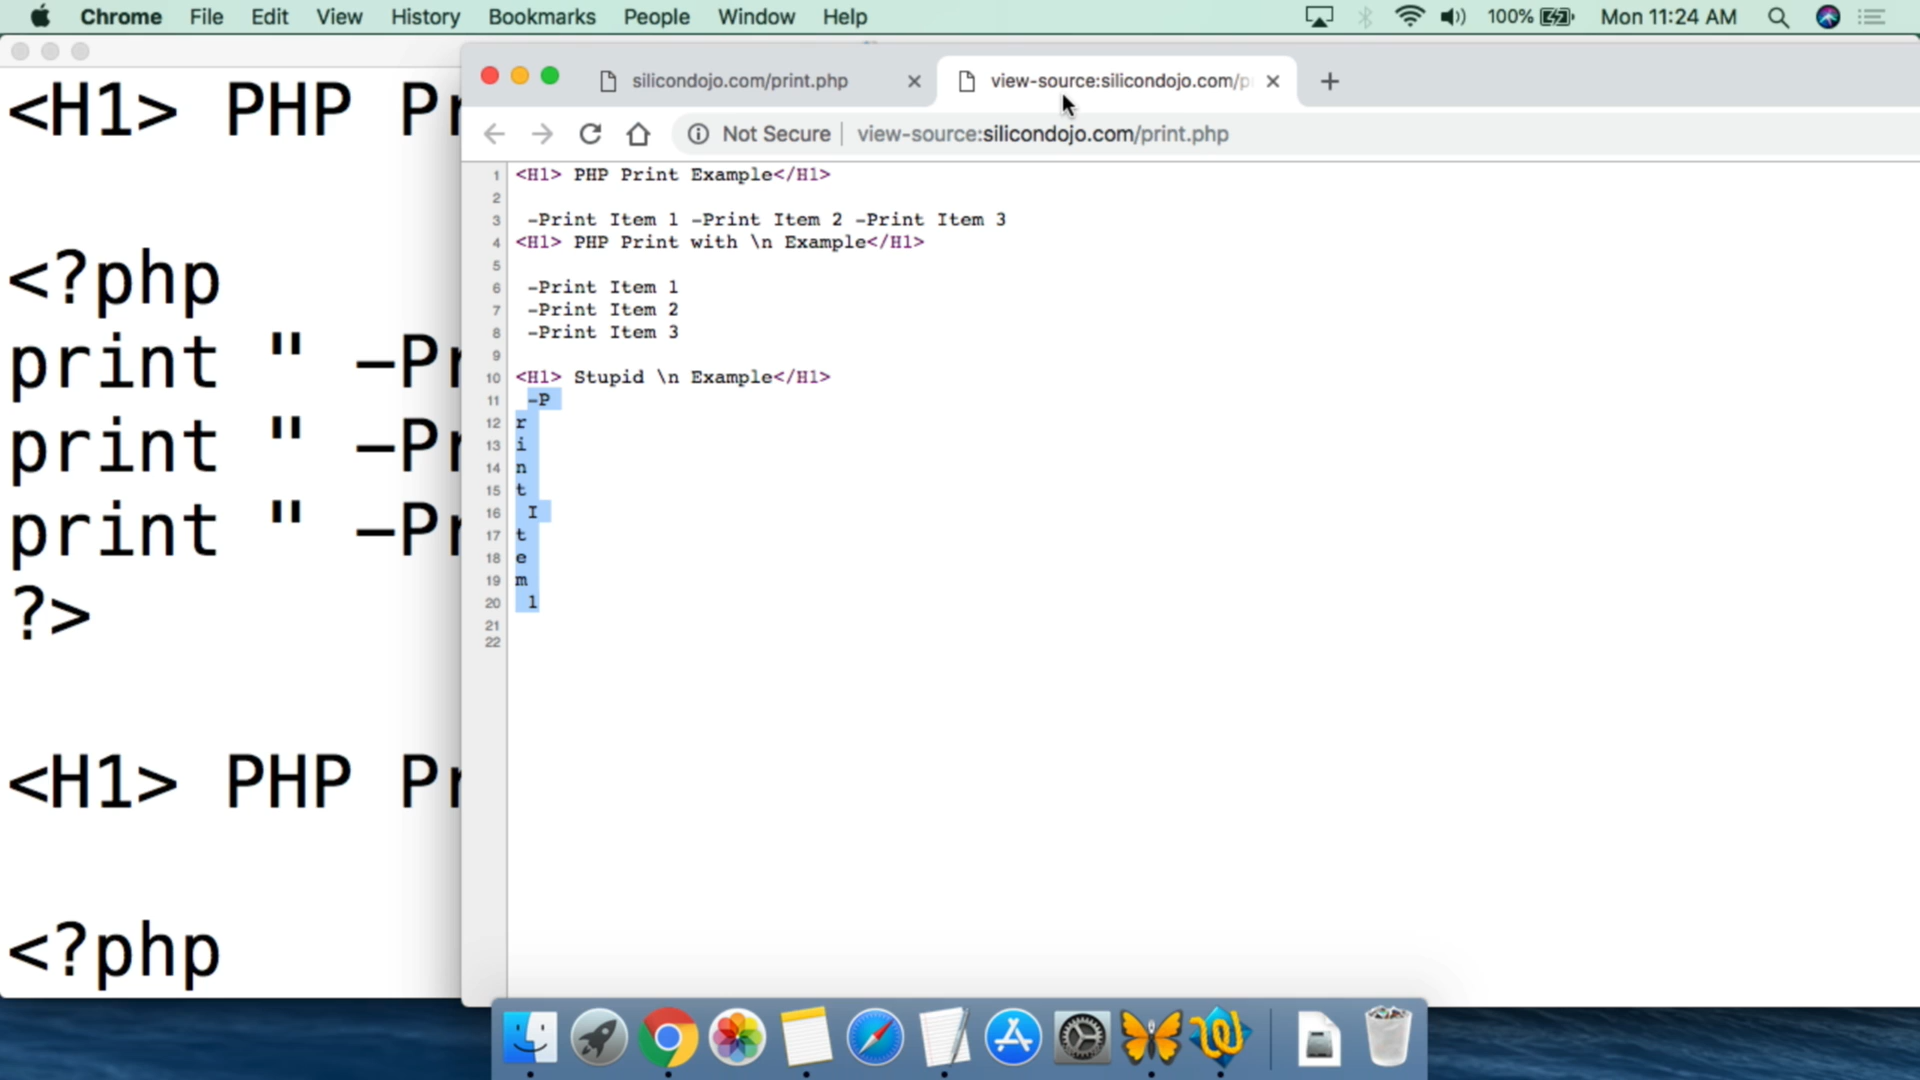 Chrome File Edit View History Bookmarks People Window Help 100% Mon 11:24 AM
<H1> PHP Pr
<?php
print " –Pr
print " –Pr
print " –Pr
?>
<H1> PHP Pr
<?php
silicondojo.com/print.php
view-source:silicondojo.com/p
Not Secure view-source:silicondojo.com/print.php
1 <H1> PHP Print Example</H1>
2
3 -Print Item 1 -Print Item 2 -Print Item 3
4 <H1> PHP Print with \n Example</H1>
5
6 -Print Item 1
7 -Print Item 2
8 -Print Item 3
9
10 <H1> Stupid \n Example</H1>
11 -P
12 r
13 i
14 n
15 t
16 I
17 t
18 e
19 m
20 1
21
22